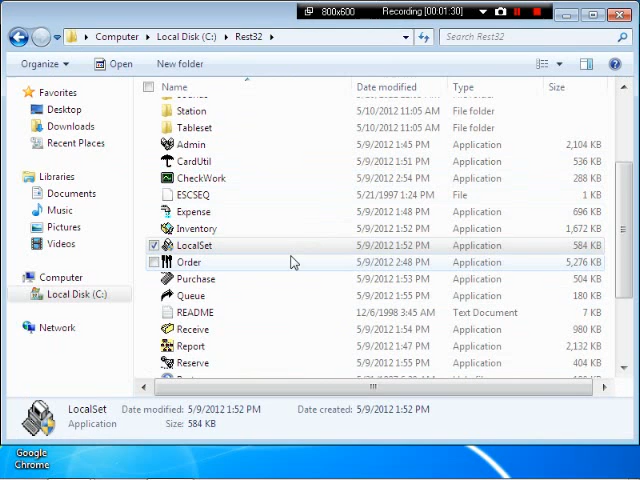 800x600 Recording [00:01:30]
Computer Local Disk (C:) Rest32 Search Rest32
Organize Open New folder
Name Date modified Type Size
Favorites
Desktop
Downloads
Recent Places
Libraries
Documents
Music
Pictures
Videos
Computer
Local Disk (C:)
Network
Station 5/10/2012 11:05 AM File folder
Tableset 5/10/2012 11:05 AM File folder
Admin 5/9/2012 1:45 PM Application 2,104 KB
CardUtil 5/9/2012 1:51 PM Application 536 KB
CheckWork 5/9/2012 2:54 PM Application 288 KB
ESCSEQ 5/21/1997 1:24 PM File 1 KB
Expense 5/9/2012 1:48 PM Application 696 KB
Inventory 5/9/2012 1:52 PM Application 1,672 KB
LocalSet 5/9/2012 1:52 PM Application 584 KB
Order 5/9/2012 2:48 PM Application 5,276 KB
Purchase 5/9/2012 1:53 PM Application 504 KB
Queue 5/9/2012 1:55 PM Application 180 KB
README 12/6/1998 3:45 AM Text Document 7 KB
Receive 5/9/2012 1:54 PM Application 980 KB
Report 5/9/2012 1:55 PM Application 2,132 KB
Reserve 5/9/2012 1:55 PM Application 404 KB
LocalSet Date modified: 5/9/2012 1:52 PM Date created: 5/9/2012 1:52 PM
Application Size: 584 KB
Google
Chrome